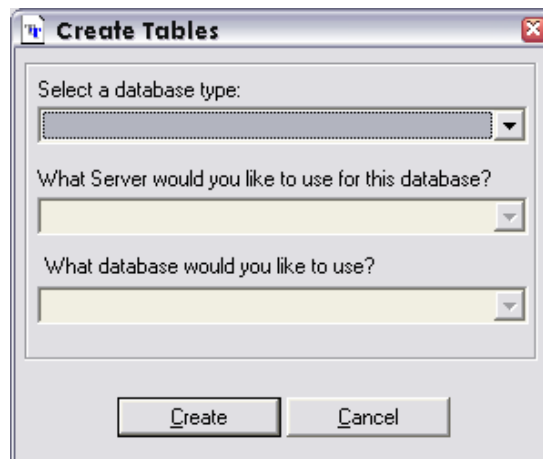 Create Tables
Select a database type:
What Server would you like to use for this database?
What database would you like to use?
Create
Cancel